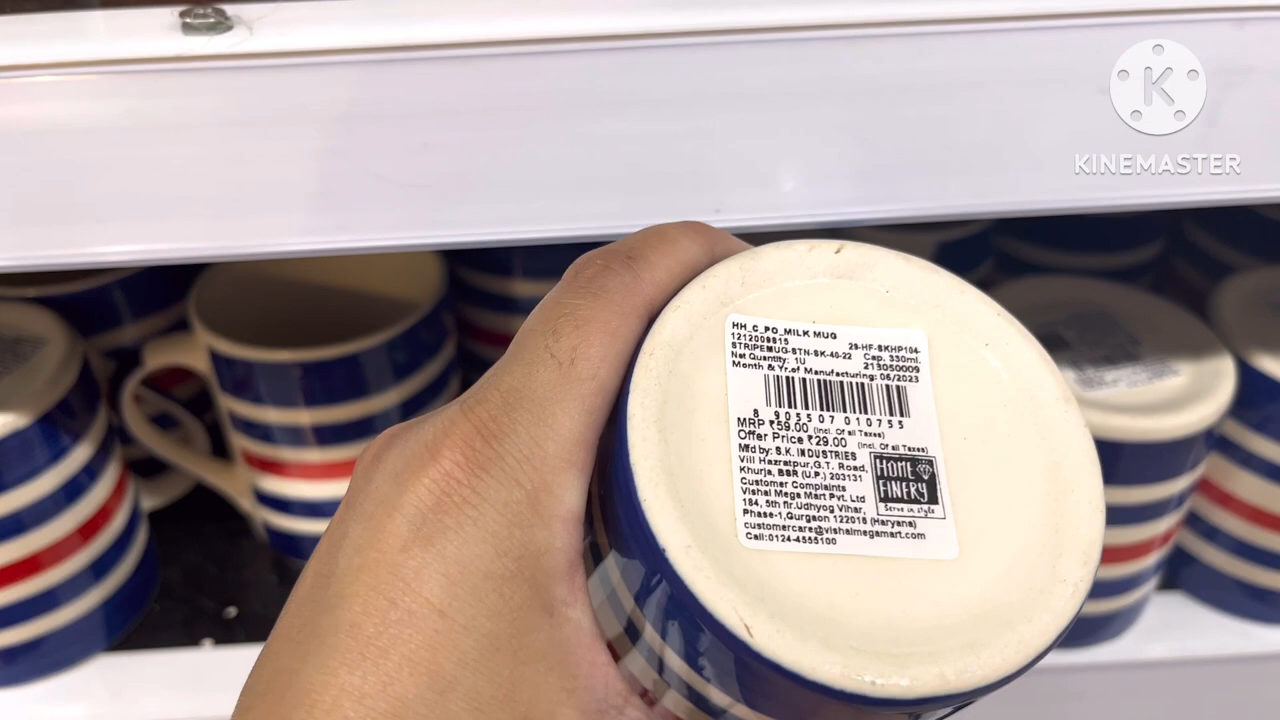 K
KINEMASTER
HH_C_PO_MILK MUG
1212009815 29-HF-SKHP104-
STRIPEMUG-STN-SK-40-22 Cap. 330ml.
Net Quantity: 1U 213050009
Month & Yr.of Manufacturing: 06/2023
8 905507 010755
MRP ₹59.00 (Incl. Of all Taxes)
Offer Price ₹29.00 (Incl. Of all Taxes)
Mfd by: S.K. INDUSTRIES
Vill Hazratpur,G.T. Road,
Khurja, BSR (U.P.) 203131
Customer Complaints
Vishal Mega Mart Pvt. Ltd
184, 5th flr.Udhyog Vihar,
Phase-1,Gurgaon 122016 (Haryana)
customercare@vishalmegamart.com
Call:0124-4555100
HOME
FINERY
Serve in style